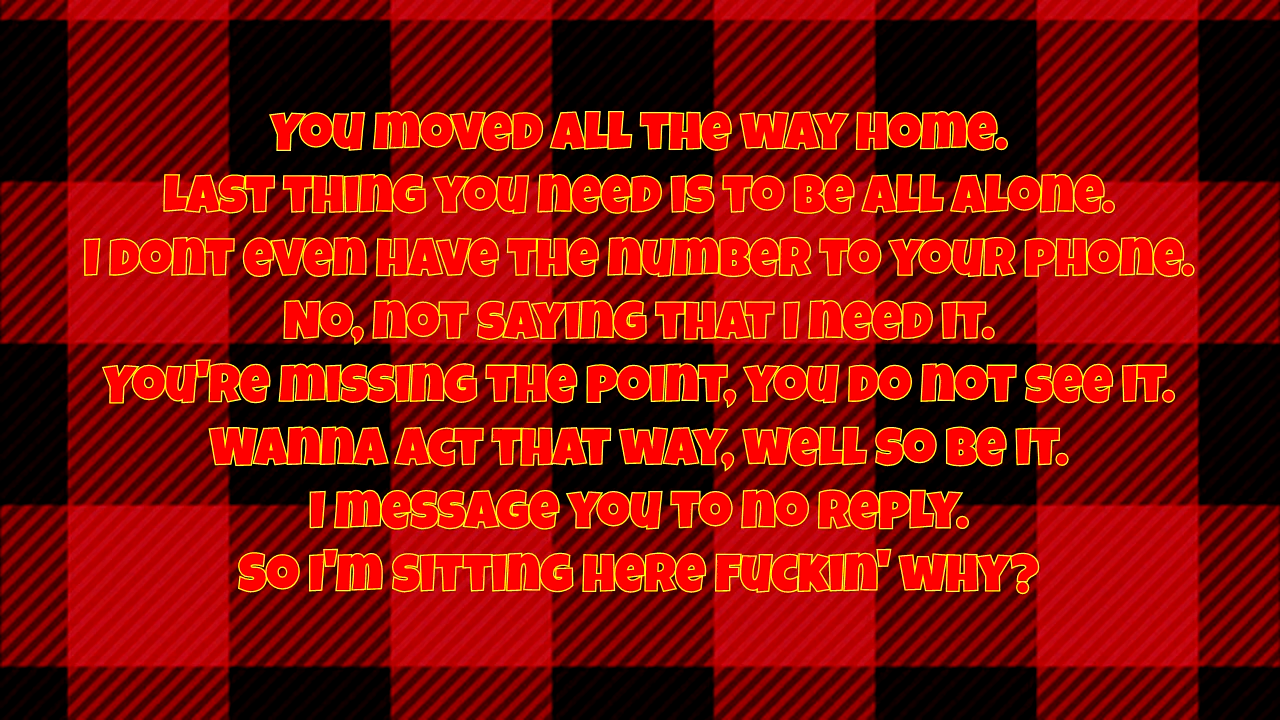 You moved all the way home.
Last thing you need is to be all alone.
I dont even have the number to your phone.
No, not saying that I need it.
You're missing the point, you do not see it.
Wanna act that way, well so be it.
I message you to no reply.
So I'm sitting here fuckin' why?